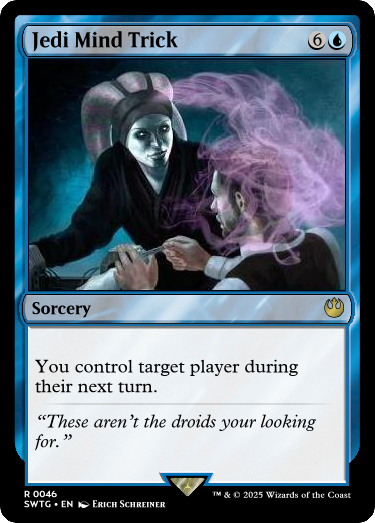 Jedi Mind Trick 6
Sorcery
You control target player during
their next turn.
“These aren’t the droids your looking
for.”
R 0046
SWTG • EN Erich Schreiner
™ & © 2025 Wizards of the Coast